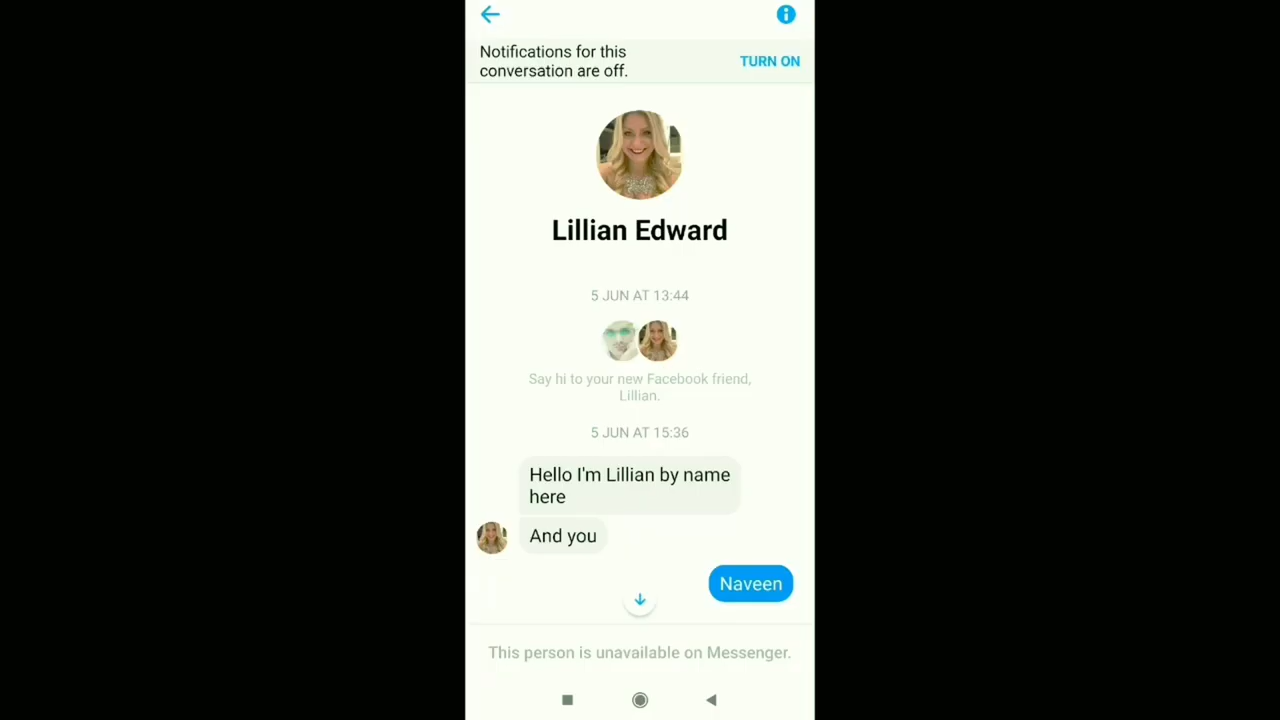 Notifications for this
conversation are off.
TURN ON
Lillian Edward
5 JUN AT 13:44
Say hi to your new Facebook friend,
Lillian.
5 JUN AT 15:36
Hello I'm Lillian by name
here
And you
Naveen
This person is unavailable on Messenger.